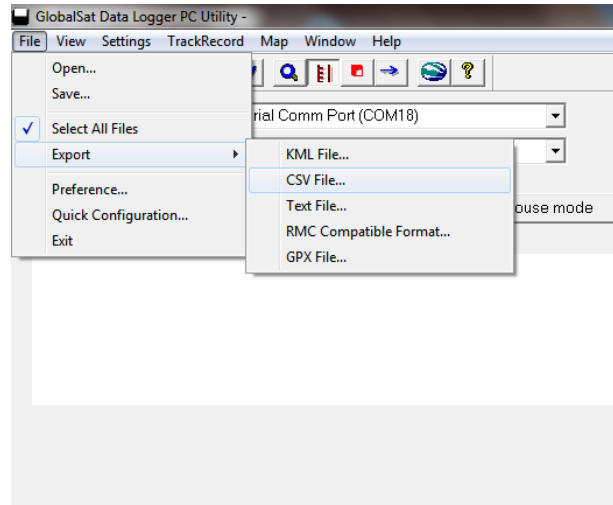 GlobalSat Data Logger PC Utility -
File View Settings TrackRecord Map Window Help
Open...
Save...
rial Comm Port (COM18)
Select All Files
Export
KML File...
CSV File...
Preference...
Text File...
ouse mode
Quick Configuration...
RMC Compatible Format...
Exit
GPX File...